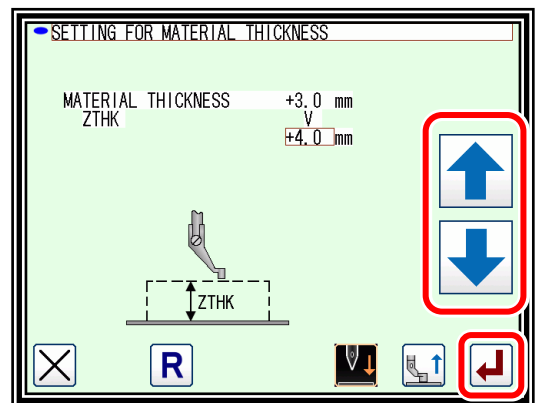 SETTING FOR MATERIAL THICKNESS
MATERIAL THICKNESS +3.0 mm
ZTHK V
+4.0 mm
ZTHK
R